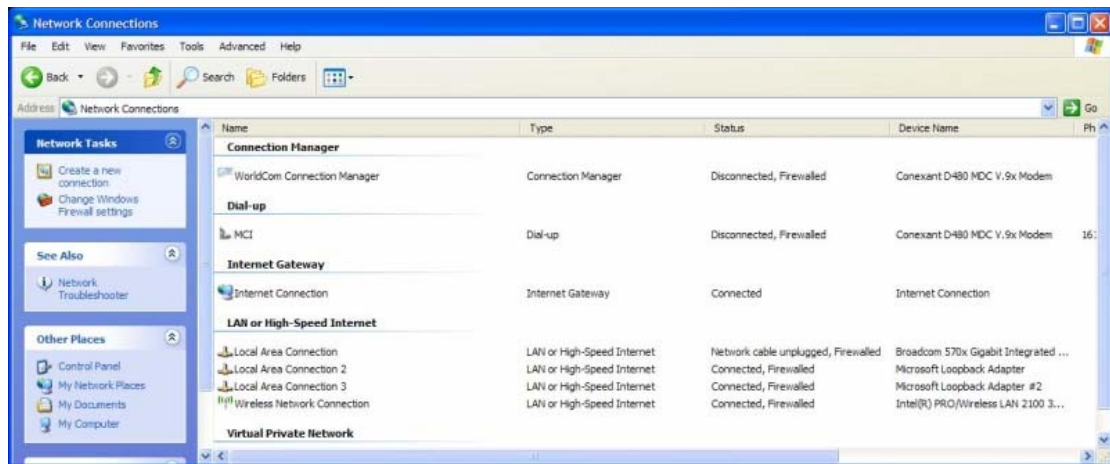 Network Connections
File Edit View Favorites Tools Advanced Help
Back Search Folders
Address Network Connections Go
Network Tasks
Create a new connection
Change Windows Firewall settings
See Also
Network Troubleshooter
Other Places
Control Panel
My Network Places
My Documents
My Computer
Name Type Status Device Name Ph
Connection Manager
WorldCom Connection Manager Connection Manager Disconnected, Firewalled Conexant D480 MDC V.9x Modem
Dial-up
MCI Dial-up Disconnected, Firewalled Conexant D480 MDC V.9x Modem 16:
Internet Gateway
Internet Connection Internet Gateway Connected Internet Connection
LAN or High-Speed Internet
Local Area Connection LAN or High-Speed Internet Network cable unplugged, Firewalled Broadcom 570x Gigabit Integrated ...
Local Area Connection 2 LAN or High-Speed Internet Connected, Firewalled Microsoft Loopback Adapter
Local Area Connection 3 LAN or High-Speed Internet Connected, Firewalled Microsoft Loopback Adapter #2
Wireless Network Connection LAN or High-Speed Internet Connected, Firewalled Intel(R) PRO/Wireless LAN 2100 3...
Virtual Private Network